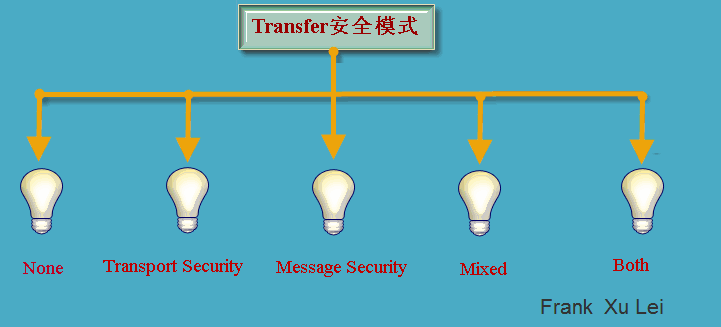 Transfer安全模式
None
Transport Security
Message Security
Mixed
Both
Frank Xu Lei